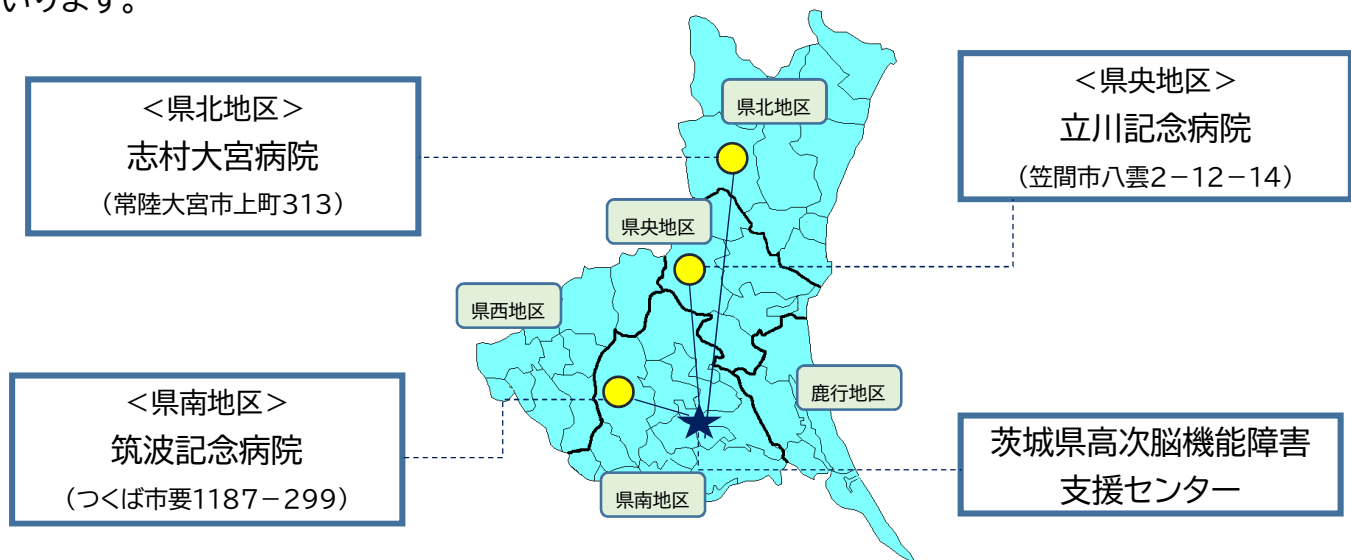 いります。
<県北地区>
志村大宮病院
(常陸大宮市上町313)
<県央地区>
立川記念病院
(笠間市八雲2-12-14)
県北地区
県央地区
県西地区
鹿行地区
県南地区
<県南地区>
筑波記念病院
(つくば市要1187-299)
茨城県高次脳機能障害
支援センター